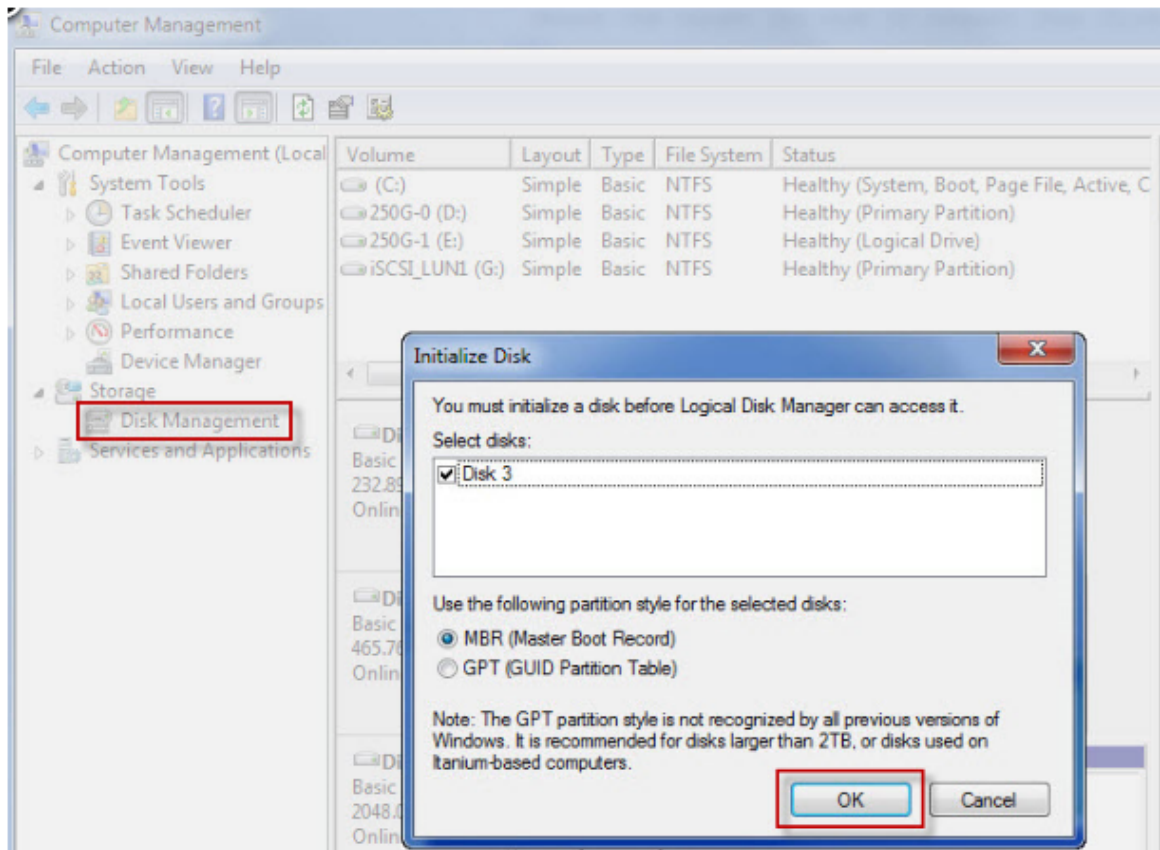 Computer Management
File Action View Help
Computer Management (Local
System Tools
Task Scheduler
Event Viewer
Shared Folders
Local Users and Groups
Performance
Device Manager
Storage
Disk Management
Services and Applications
Volume Layout Type File System Status
(C:) Simple Basic NTFS Healthy (System, Boot, Page File, Active, C
250G-0 (D:) Simple Basic NTFS Healthy (Primary Partition)
250G-1 (E:) Simple Basic NTFS Healthy (Logical Drive)
iSCSI_LUN1 (G:) Simple Basic NTFS Healthy (Primary Partition)
Di
Basic
232.89
Onlin
Di
Basic
465.76
Onlin
Di
Basic
2048.0
Onlin
Initialize Disk
You must initialize a disk before Logical Disk Manager can access it.
Select disks:
Disk 3
Use the following partition style for the selected disks:
MBR (Master Boot Record)
GPT (GUID Partition Table)
Note: The GPT partition style is not recognized by all previous versions of
Windows. It is recommended for disks larger than 2TB, or disks used on
Itanium-based computers.
OK Cancel